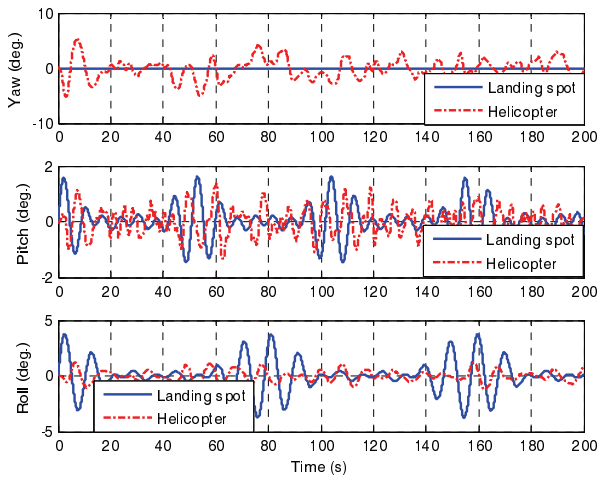 10
0
-10
Yaw (deg.)
0 20 40 60 80 100 120 140 160 180 200
Landing spot
Helicopter
2
0
-2
Pitch (deg.)
0 20 40 60 80 100 120 140 160 180 200
Landing spot
Helicopter
5
0
-5
Roll (deg.)
0 20 40 60 80 100 120 140 160 180 200
Landing spot
Helicopter
Time (s)